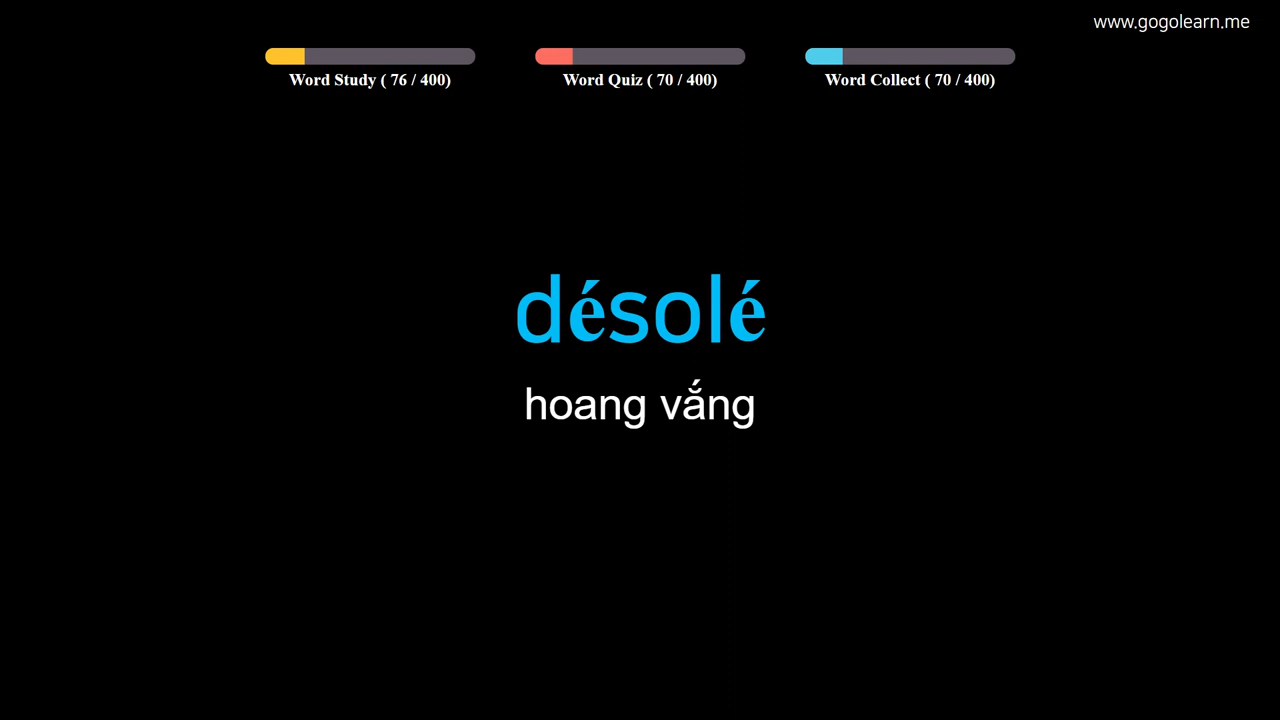 www.gogolearn.me
Word Study ( 76 / 400)
Word Quiz ( 70 / 400)
Word Collect ( 70 / 400)
désolé
hoang vắng